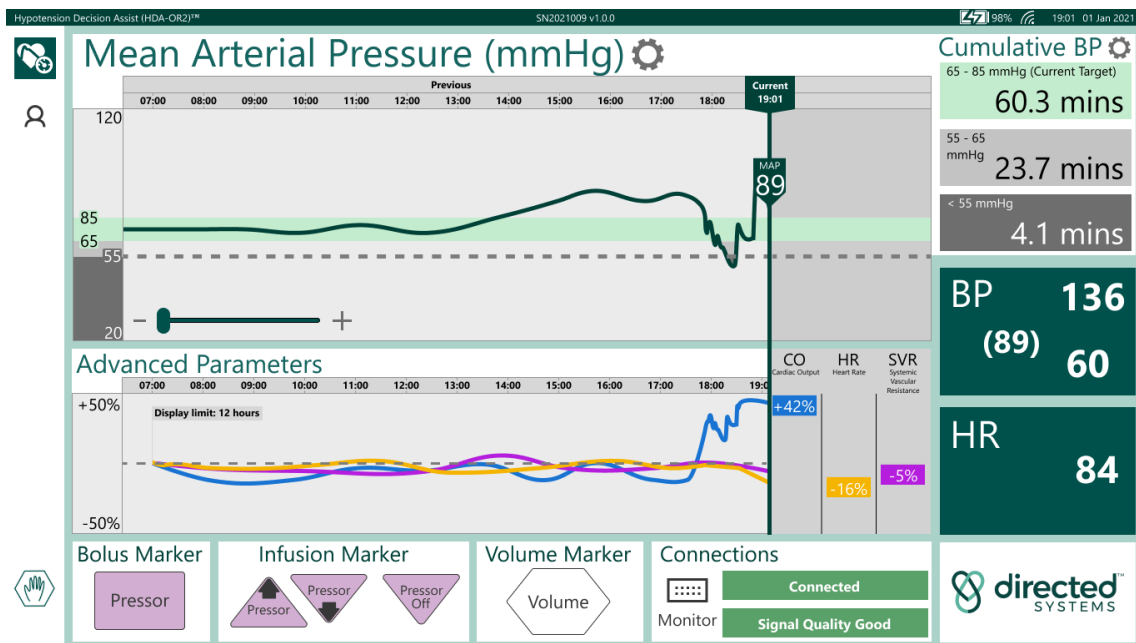 Hypotension Decision Assist (HDA-OR2)™ SN2021009 v1.0.0 98% 19:01 01 Jan 2021
Mean Arterial Pressure (mmHg)
Previous
07:00 08:00 09:00 10:00 11:00 12:00 13:00 14:00 15:00 16:00 17:00 18:00
Current
19:01
120
85
65
55
20
MAP
89
- +
Cumulative BP
65 - 85 mmHg (Current Target)
60.3 mins
55 - 65
mmHg
23.7 mins
< 55 mmHg
4.1 mins
BP 136
(89)
60
HR
84
Advanced Parameters
07:00 08:00 09:00 10:00 11:00 12:00 13:00 14:00 15:00 16:00 17:00 18:00
+50%
Display limit: 12 hours
-50%
CO
Cardiac Output
+42%
HR
Heart Rate
-16%
SVR
Systemic
Vascular
Resistance
-5%
Bolus Marker
Pressor
Infusion Marker
Pressor
Pressor
Pressor
Off
Volume Marker
Volume
Connections
Monitor
Connected
Signal Quality Good
directed™
SYSTEMS